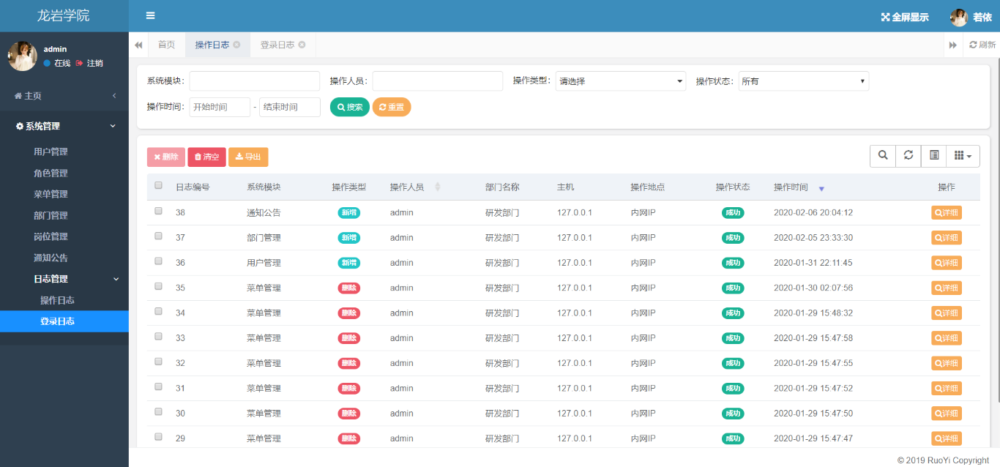 龙岩学院
全屏显示 若依
admin
在线 注销
首页 操作日志 登录日志 刷新
主页
系统管理
用户管理
角色管理
菜单管理
部门管理
岗位管理
通知公告
日志管理
操作日志
登录日志
系统模块： 操作人员： 操作类型： 请选择 操作状态： 所有
操作时间： 开始时间 - 结束时间 搜索 重置
删除 清空 导出
日志编号 系统模块 操作类型 操作人员 部门名称 主机 操作地点 操作状态 操作时间 操作
38 通知公告 新增 admin 研发部门 127.0.0.1 内网IP 成功 2020-02-06 20:04:12 详细
37 部门管理 新增 admin 研发部门 127.0.0.1 内网IP 成功 2020-02-05 23:33:30 详细
36 用户管理 新增 admin 研发部门 127.0.0.1 内网IP 成功 2020-01-31 22:11:45 详细
35 菜单管理 删除 admin 研发部门 127.0.0.1 内网IP 成功 2020-01-30 02:07:56 详细
34 菜单管理 删除 admin 研发部门 127.0.0.1 内网IP 成功 2020-01-29 15:48:32 详细
33 菜单管理 删除 admin 研发部门 127.0.0.1 内网IP 成功 2020-01-29 15:47:58 详细
32 菜单管理 删除 admin 研发部门 127.0.0.1 内网IP 成功 2020-01-29 15:47:55 详细
31 菜单管理 删除 admin 研发部门 127.0.0.1 内网IP 成功 2020-01-29 15:47:52 详细
30 菜单管理 删除 admin 研发部门 127.0.0.1 内网IP 成功 2020-01-29 15:47:50 详细
29 菜单管理 删除 admin 研发部门 127.0.0.1 内网IP 成功 2020-01-29 15:47:47 详细
© 2019 RuoYi Copyright